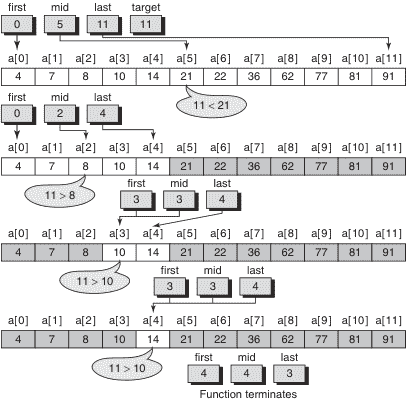 first mid last target
0 5 11 11
a[0] a[1] a[2] a[3] a[4] a[5] a[6] a[7] a[8] a[9] a[10] a[11]
4 7 8 10 14 21 22 36 62 77 81 91
11 < 21
first mid last
0 2 4
a[0] a[1] a[2] a[3] a[4] a[5] a[6] a[7] a[8] a[9] a[10] a[11]
4 7 8 10 14 21 22 36 62 77 81 91
11 > 8
first mid last
3 3 4
a[0] a[1] a[2] a[3] a[4] a[5] a[6] a[7] a[8] a[9] a[10] a[11]
4 7 8 10 14 21 22 36 62 77 81 91
11 > 10
first mid last
3 3 4
a[0] a[1] a[2] a[3] a[4] a[5] a[6] a[7] a[8] a[9] a[10] a[11]
4 7 8 10 14 21 22 36 62 77 81 91
11 > 10
first mid last
4 4 3
Function terminates